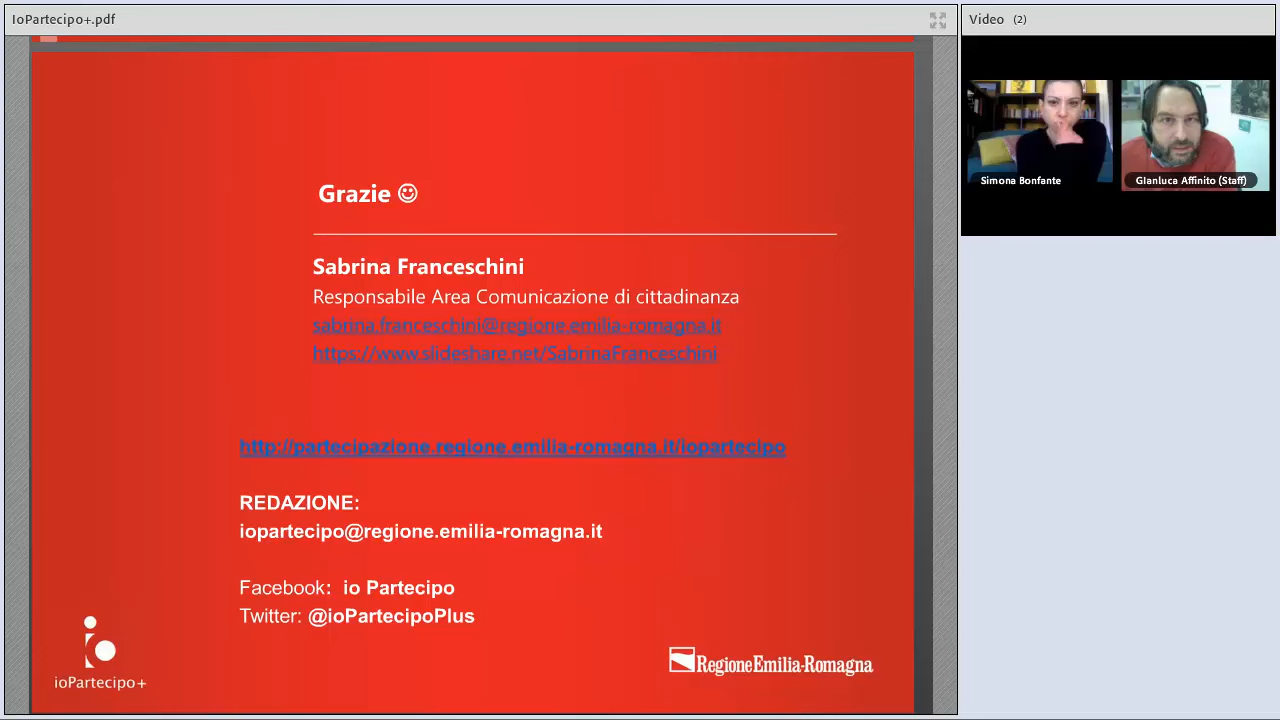 IoPartecipo+.pdf
Video (2)
Simona Bonfante
Gianluca Affinito (Staff)
Grazie ☺
Sabrina Franceschini
Responsabile Area Comunicazione di cittadinanza
sabrina.franceschini@regione.emilia-romagna.it
https://www.slideshare.net/SabrinaFranceschini
http://partecipazione.regione.emilia-romagna.it/iopartecipo
REDAZIONE:
iopartecipo@regione.emilia-romagna.it
Facebook: io Partecipo
Twitter: @ioPartecipoPlus
ioPartecipo+
RegioneEmilia-Romagna